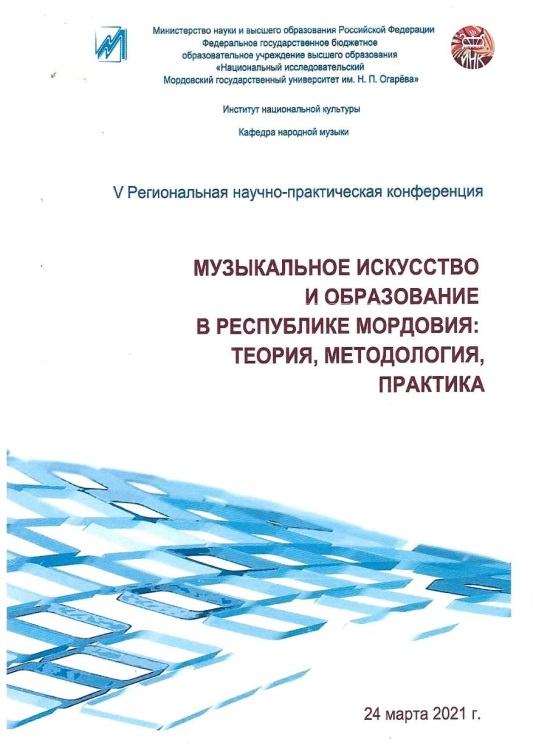 Министерство науки и высшего образования Российской Федерации
Федеральное государственное бюджетное
образовательное учреждение высшего образования
«Национальный исследовательский
Мордовский государственный университет им. Н. П. Огарёва»
ИНК
Институт национальной культуры
Кафедра народной музыки
V Региональная научно-практическая конференция
МУЗЫКАЛЬНОЕ ИСКУССТВО
И ОБРАЗОВАНИЕ
В РЕСПУБЛИКЕ МОРДОВИЯ:
ТЕОРИЯ, МЕТОДОЛОГИЯ,
ПРАКТИКА
24 марта 2021 г.